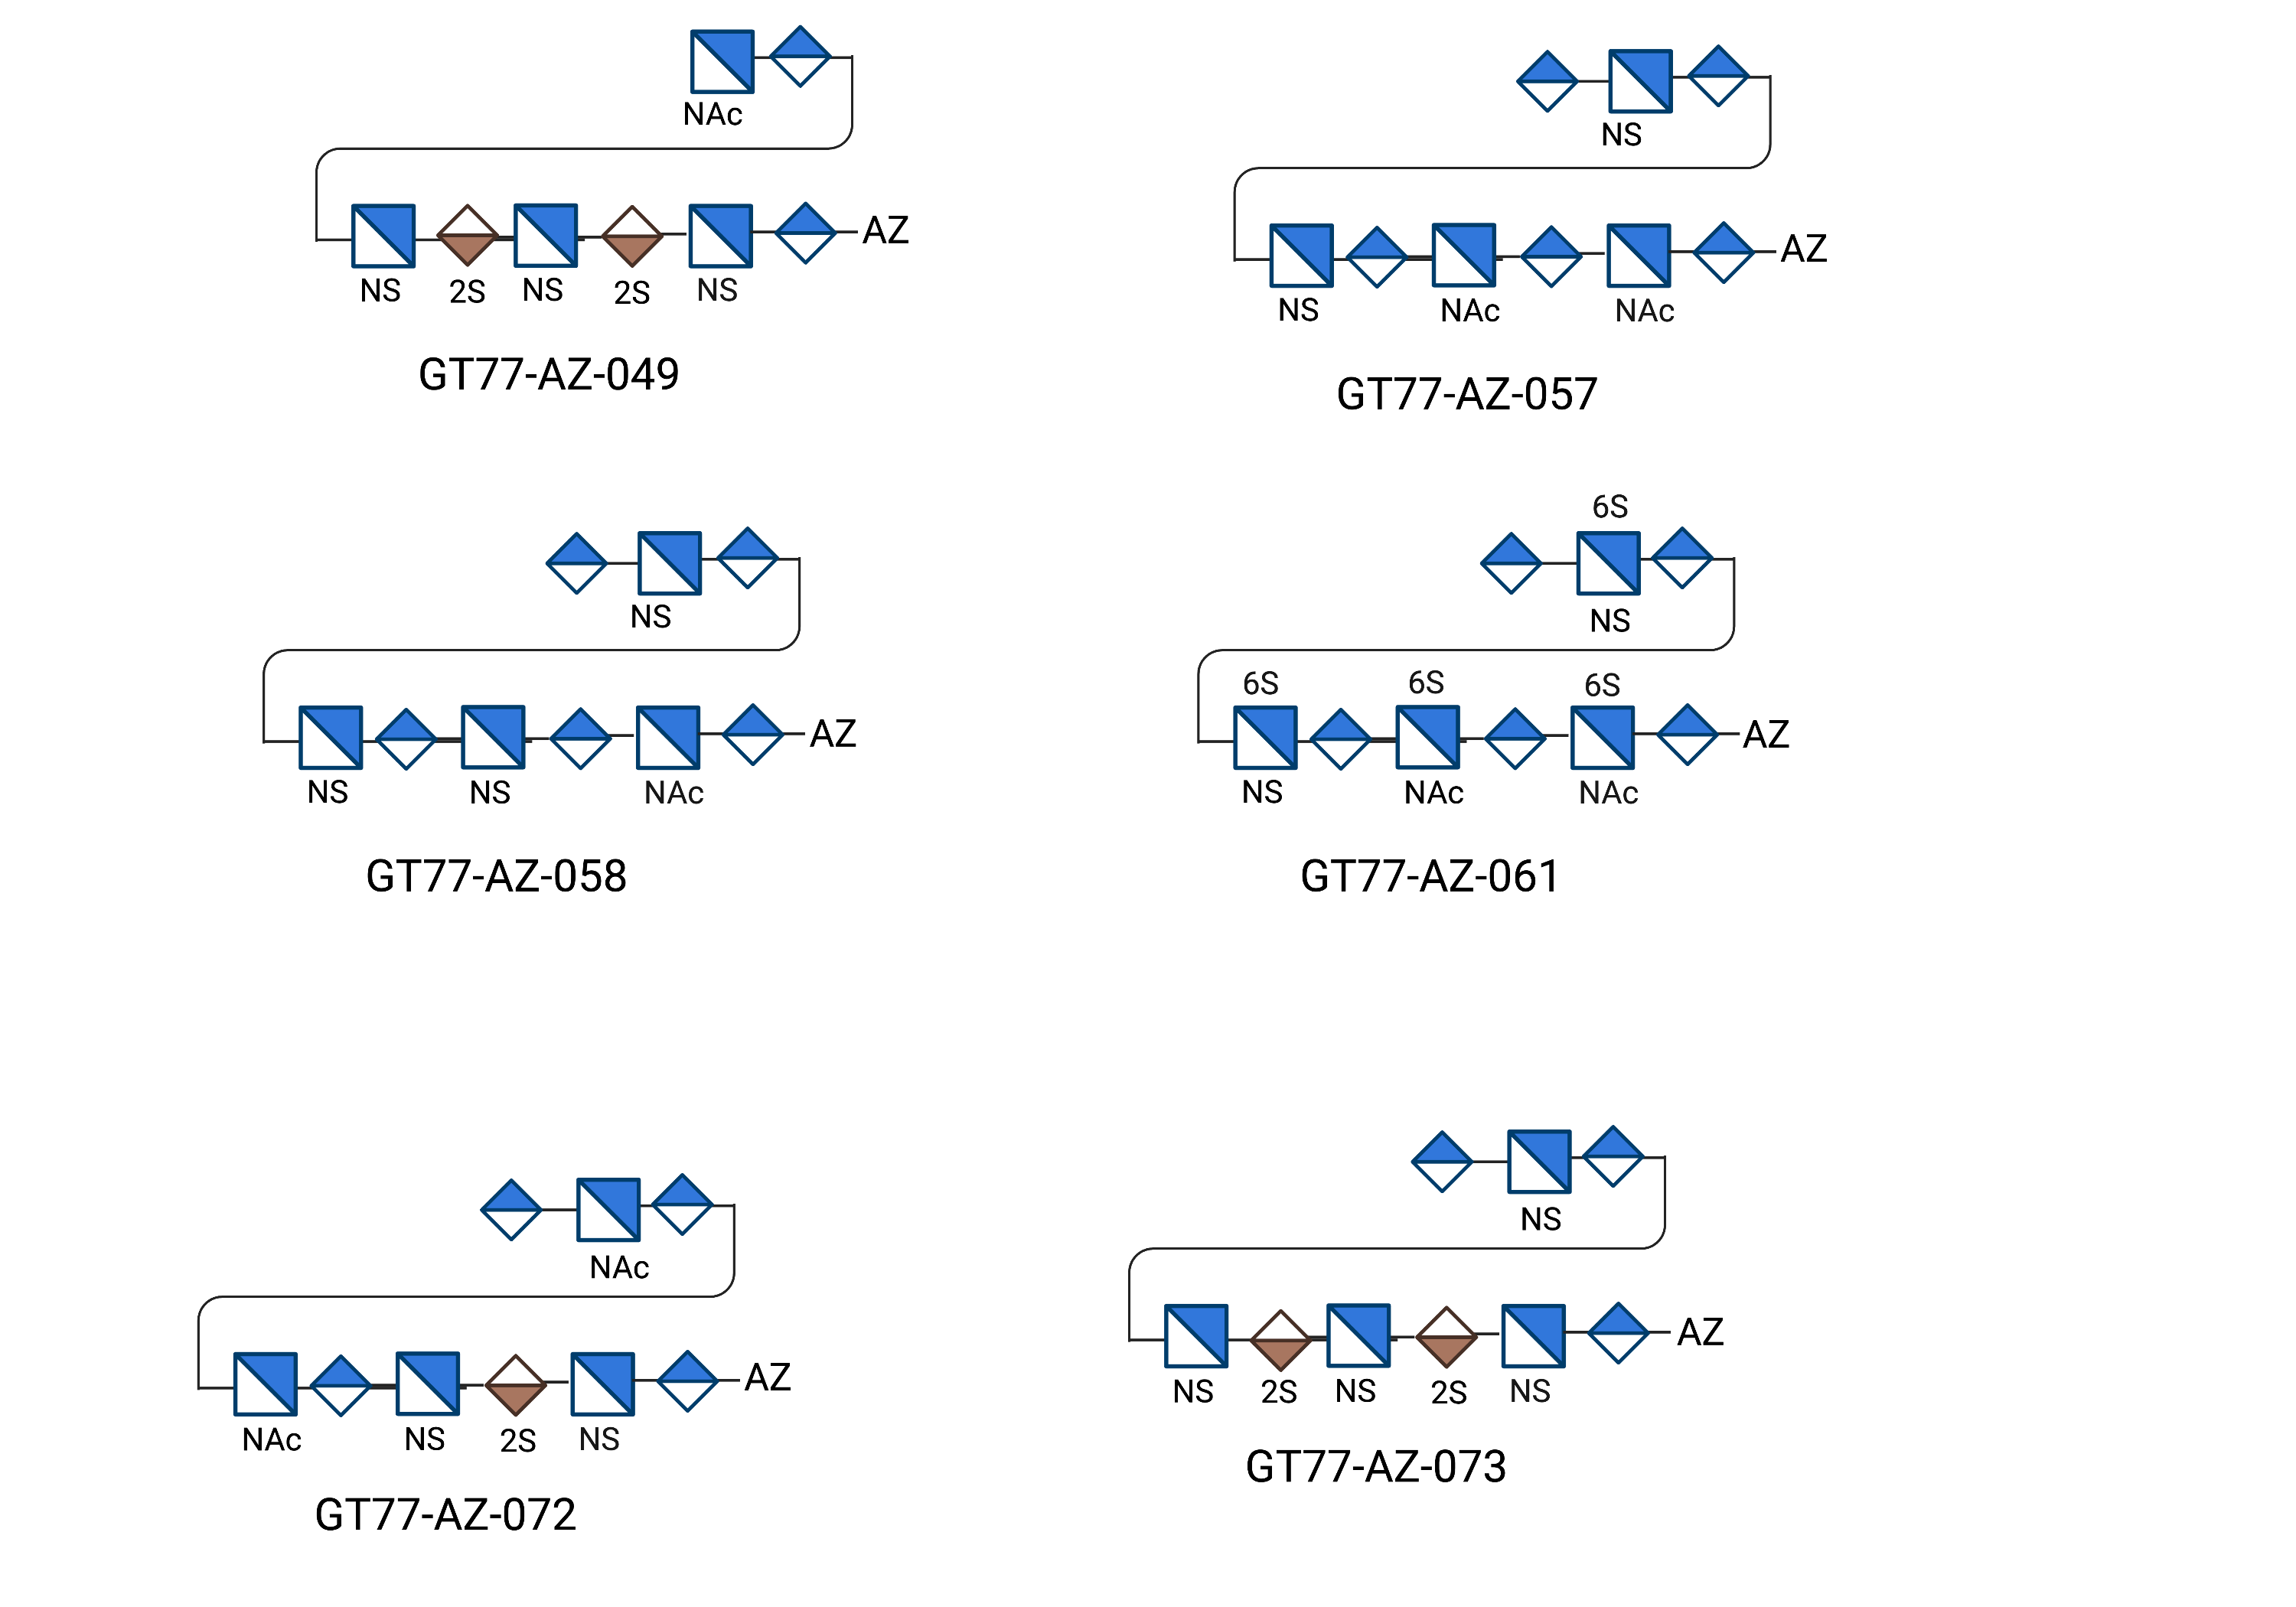 NAc
AZ
NS 2S NS 2S NS
GT77-AZ-049
NS
AZ
NS NAc NAc
GT77-AZ-057
NS
AZ
NS NS NAc
GT77-AZ-058
6S
NS
6S 6S 6S
AZ
NS NAc NAc
GT77-AZ-061
NAc
AZ
NAc NS 2S NS
GT77-AZ-072
NS
AZ
NS 2S NS 2S NS
GT77-AZ-073